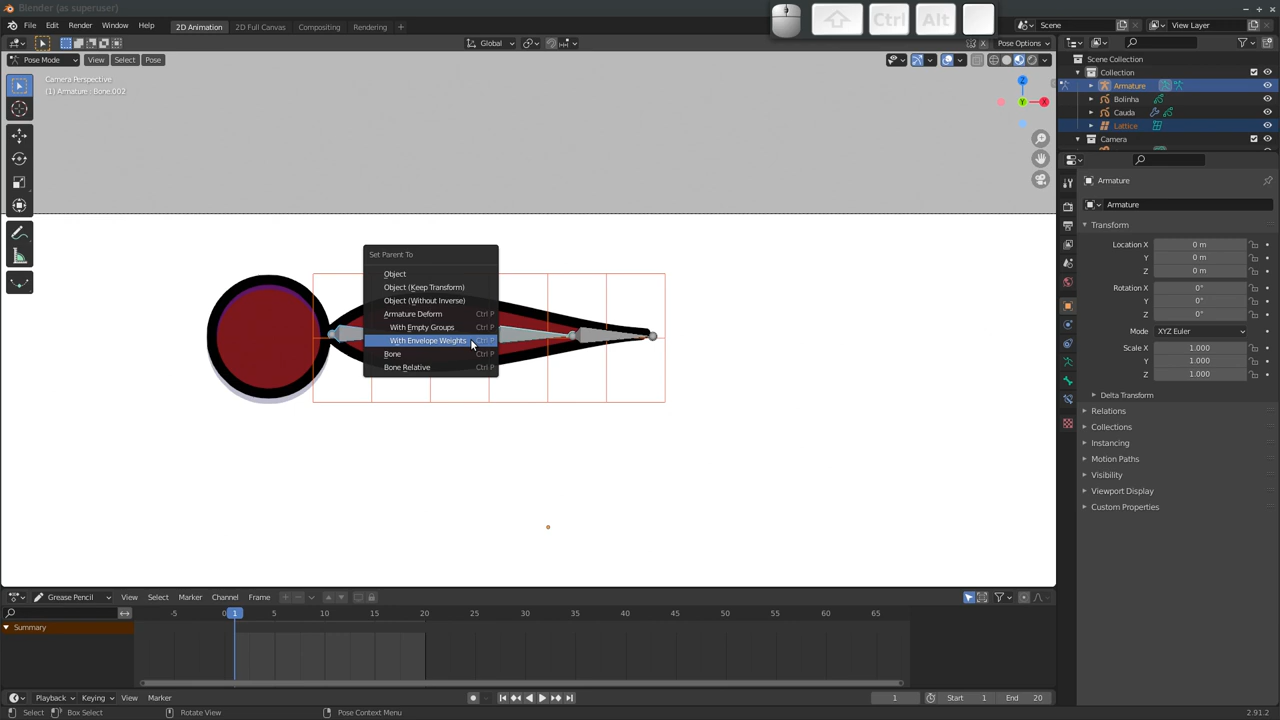 Blender (as superuser)
File Edit Render Window Help 2D Animation 2D Full Canvas Compositing Rendering + Ctrl Alt Scene View Layer
Global Pose Options
Pose Mode View Select Pose
Camera Perspective
(1) Armature : Bone.002
Z
Y X
Set Parent To
Object
Object (Keep Transform)
Object (Without Inverse)
Armature Deform Ctrl P
With Empty Groups Ctrl P
With Envelope Weights Ctrl P
Bone Ctrl P
Bone Relative Ctrl P
Scene Collection
Collection
Armature
Bolinha
Cauda
Lattice
Camera
Armature
Armature
Transform
Location X 0 m
Y 0 m
Z 0 m
Rotation X 0°
Y 0°
Z 0°
Mode XYZ Euler
Scale X 1.000
Y 1.000
Z 1.000
Delta Transform
Relations
Collections
Instancing
Motion Paths
Visibility
Viewport Display
Custom Properties
Grease Pencil View Select Marker Channel Frame
-5 0 1 5 10 15 20 25 30 35 40 45 50 55 60 65
Summary
Playback Keying View Marker 1 Start 1 End 20
Select Box Select Rotate View Pose Context Menu 2.91.2